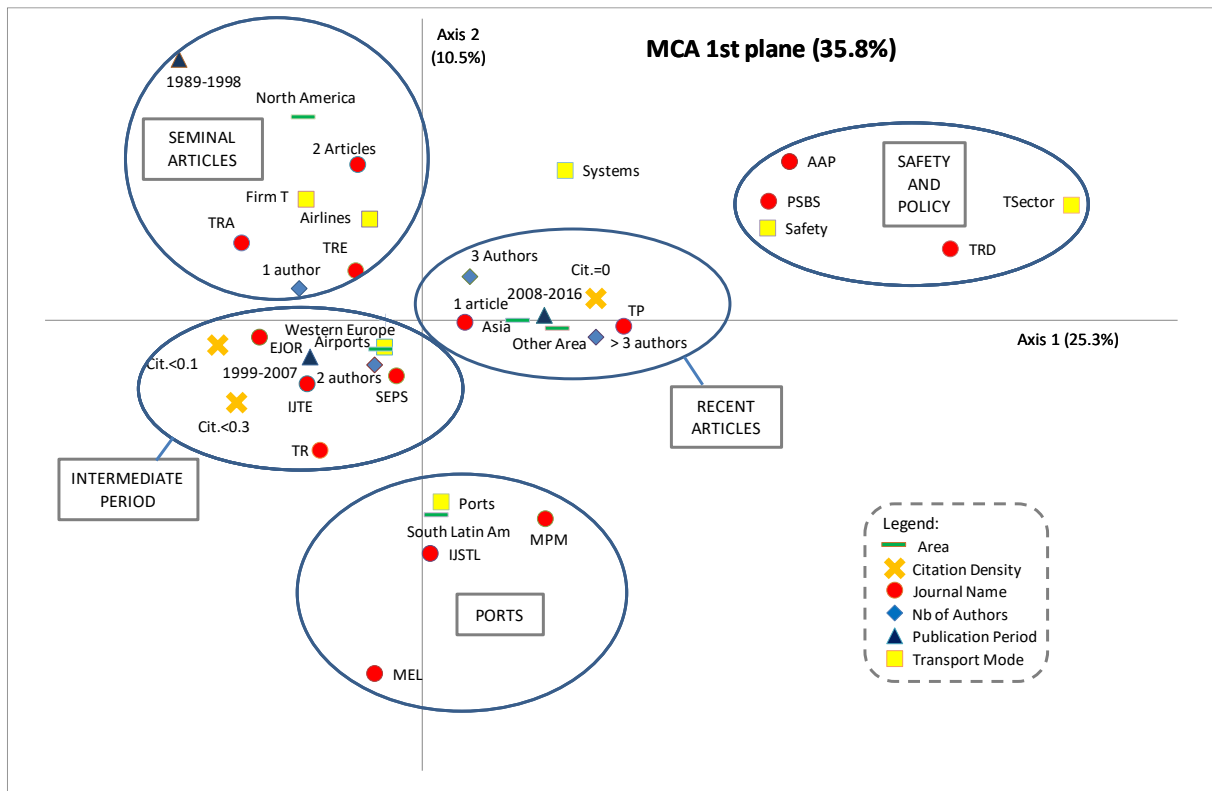 Axis 2
(10.5%)
MCA 1st plane (35.8%)
1989-1998
North America
SEMINAL
ARTICLES
2 Articles
Firm T
Airlines
TRA
TRE
1 author
Systems
AAP
SAFETY
AND
POLICY
PSBS
TSector
Safety
TRD
3 Authors
Cit.=0
1 article
2008-2016
TP
Asia
Other Area
> 3 authors
Axis 1 (25.3%)
RECENT
ARTICLES
Western Europe
EJOR
Airports
Cit.<0.1
1999-2007
2 authors
SEPS
IJTE
Cit.<0.3
TR
INTERMEDIATE
PERIOD
Ports
South Latin Am
MPM
IJSTL
PORTS
MEL
Legend:
Area
Citation Density
Journal Name
Nb of Authors
Publication Period
Transport Mode